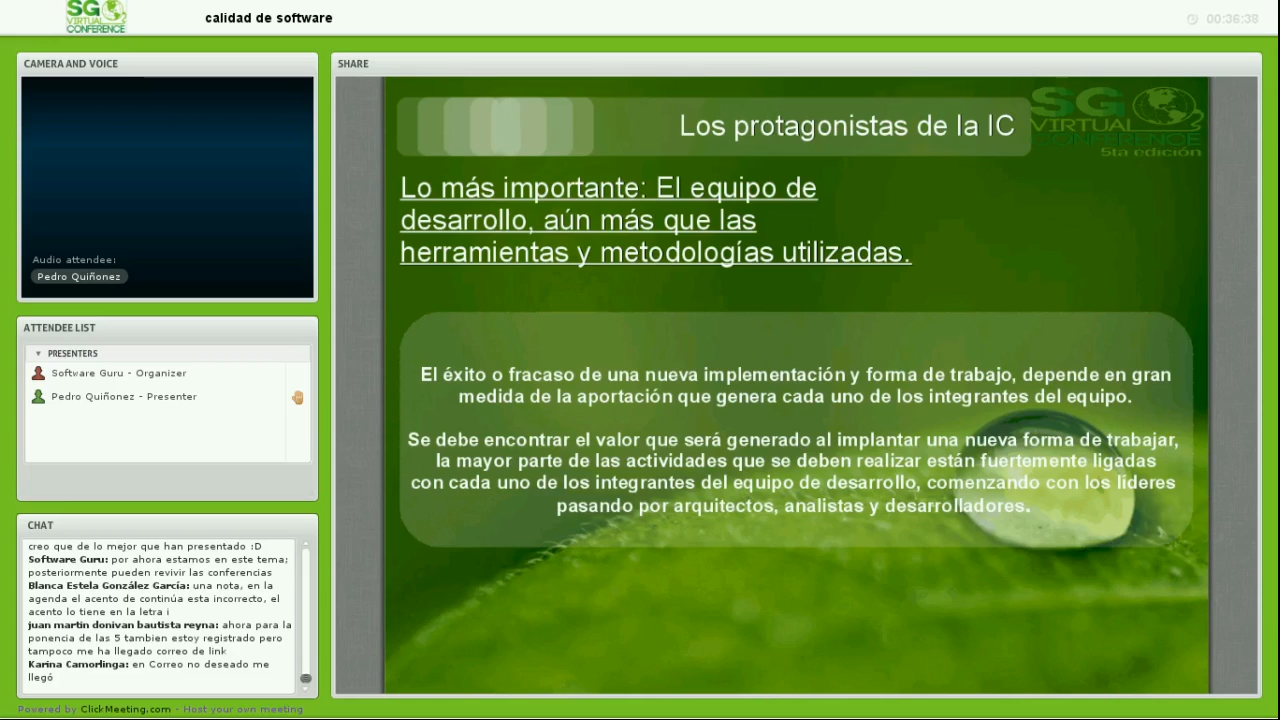 SG
VIRTUAL
CONFERENCE
calidad de software
00:36:38
CAMERA AND VOICE
Audio attendee:
Pedro Quiñonez
ATTENDEE LIST
PRESENTERS
Software Guru - Organizer
Pedro Quiñonez - Presenter
CHAT
creo que de lo mejor que han presentado :D
Software Guru: por ahora estamos en este tema;
posteriormente pueden revivir las conferencias
Blanca Estela González García: una nota, en la
agenda el acento de continúa esta incorrecto, el
acento lo tiene en la letra i
juan martin donivan bautista reyna: ahora para la
ponencia de las 5 tambien estoy registrado pero
tampoco me ha llegado correo de link
Karina Camorlinga: en Correo no deseado me
llegó
Powered by ClickMeeting.com - Host your own meeting
SHARE
Los protagonistas de la IC
SG
VIRTUAL
CONFERENCE
5ta edición
Lo más importante: El equipo de
desarrollo, aún más que las
herramientas y metodologías utilizadas.
El éxito o fracaso de una nueva implementación y forma de trabajo, depende en gran
medida de la aportación que genera cada uno de los integrantes del equipo.
Se debe encontrar el valor que será generado al implantar una nueva forma de trabajar,
la mayor parte de las actividades que se deben realizar están fuertemente ligadas
con cada uno de los integrantes del equipo de desarrollo, comenzando con los líderes
pasando por arquitectos, analistas y desarrolladores.